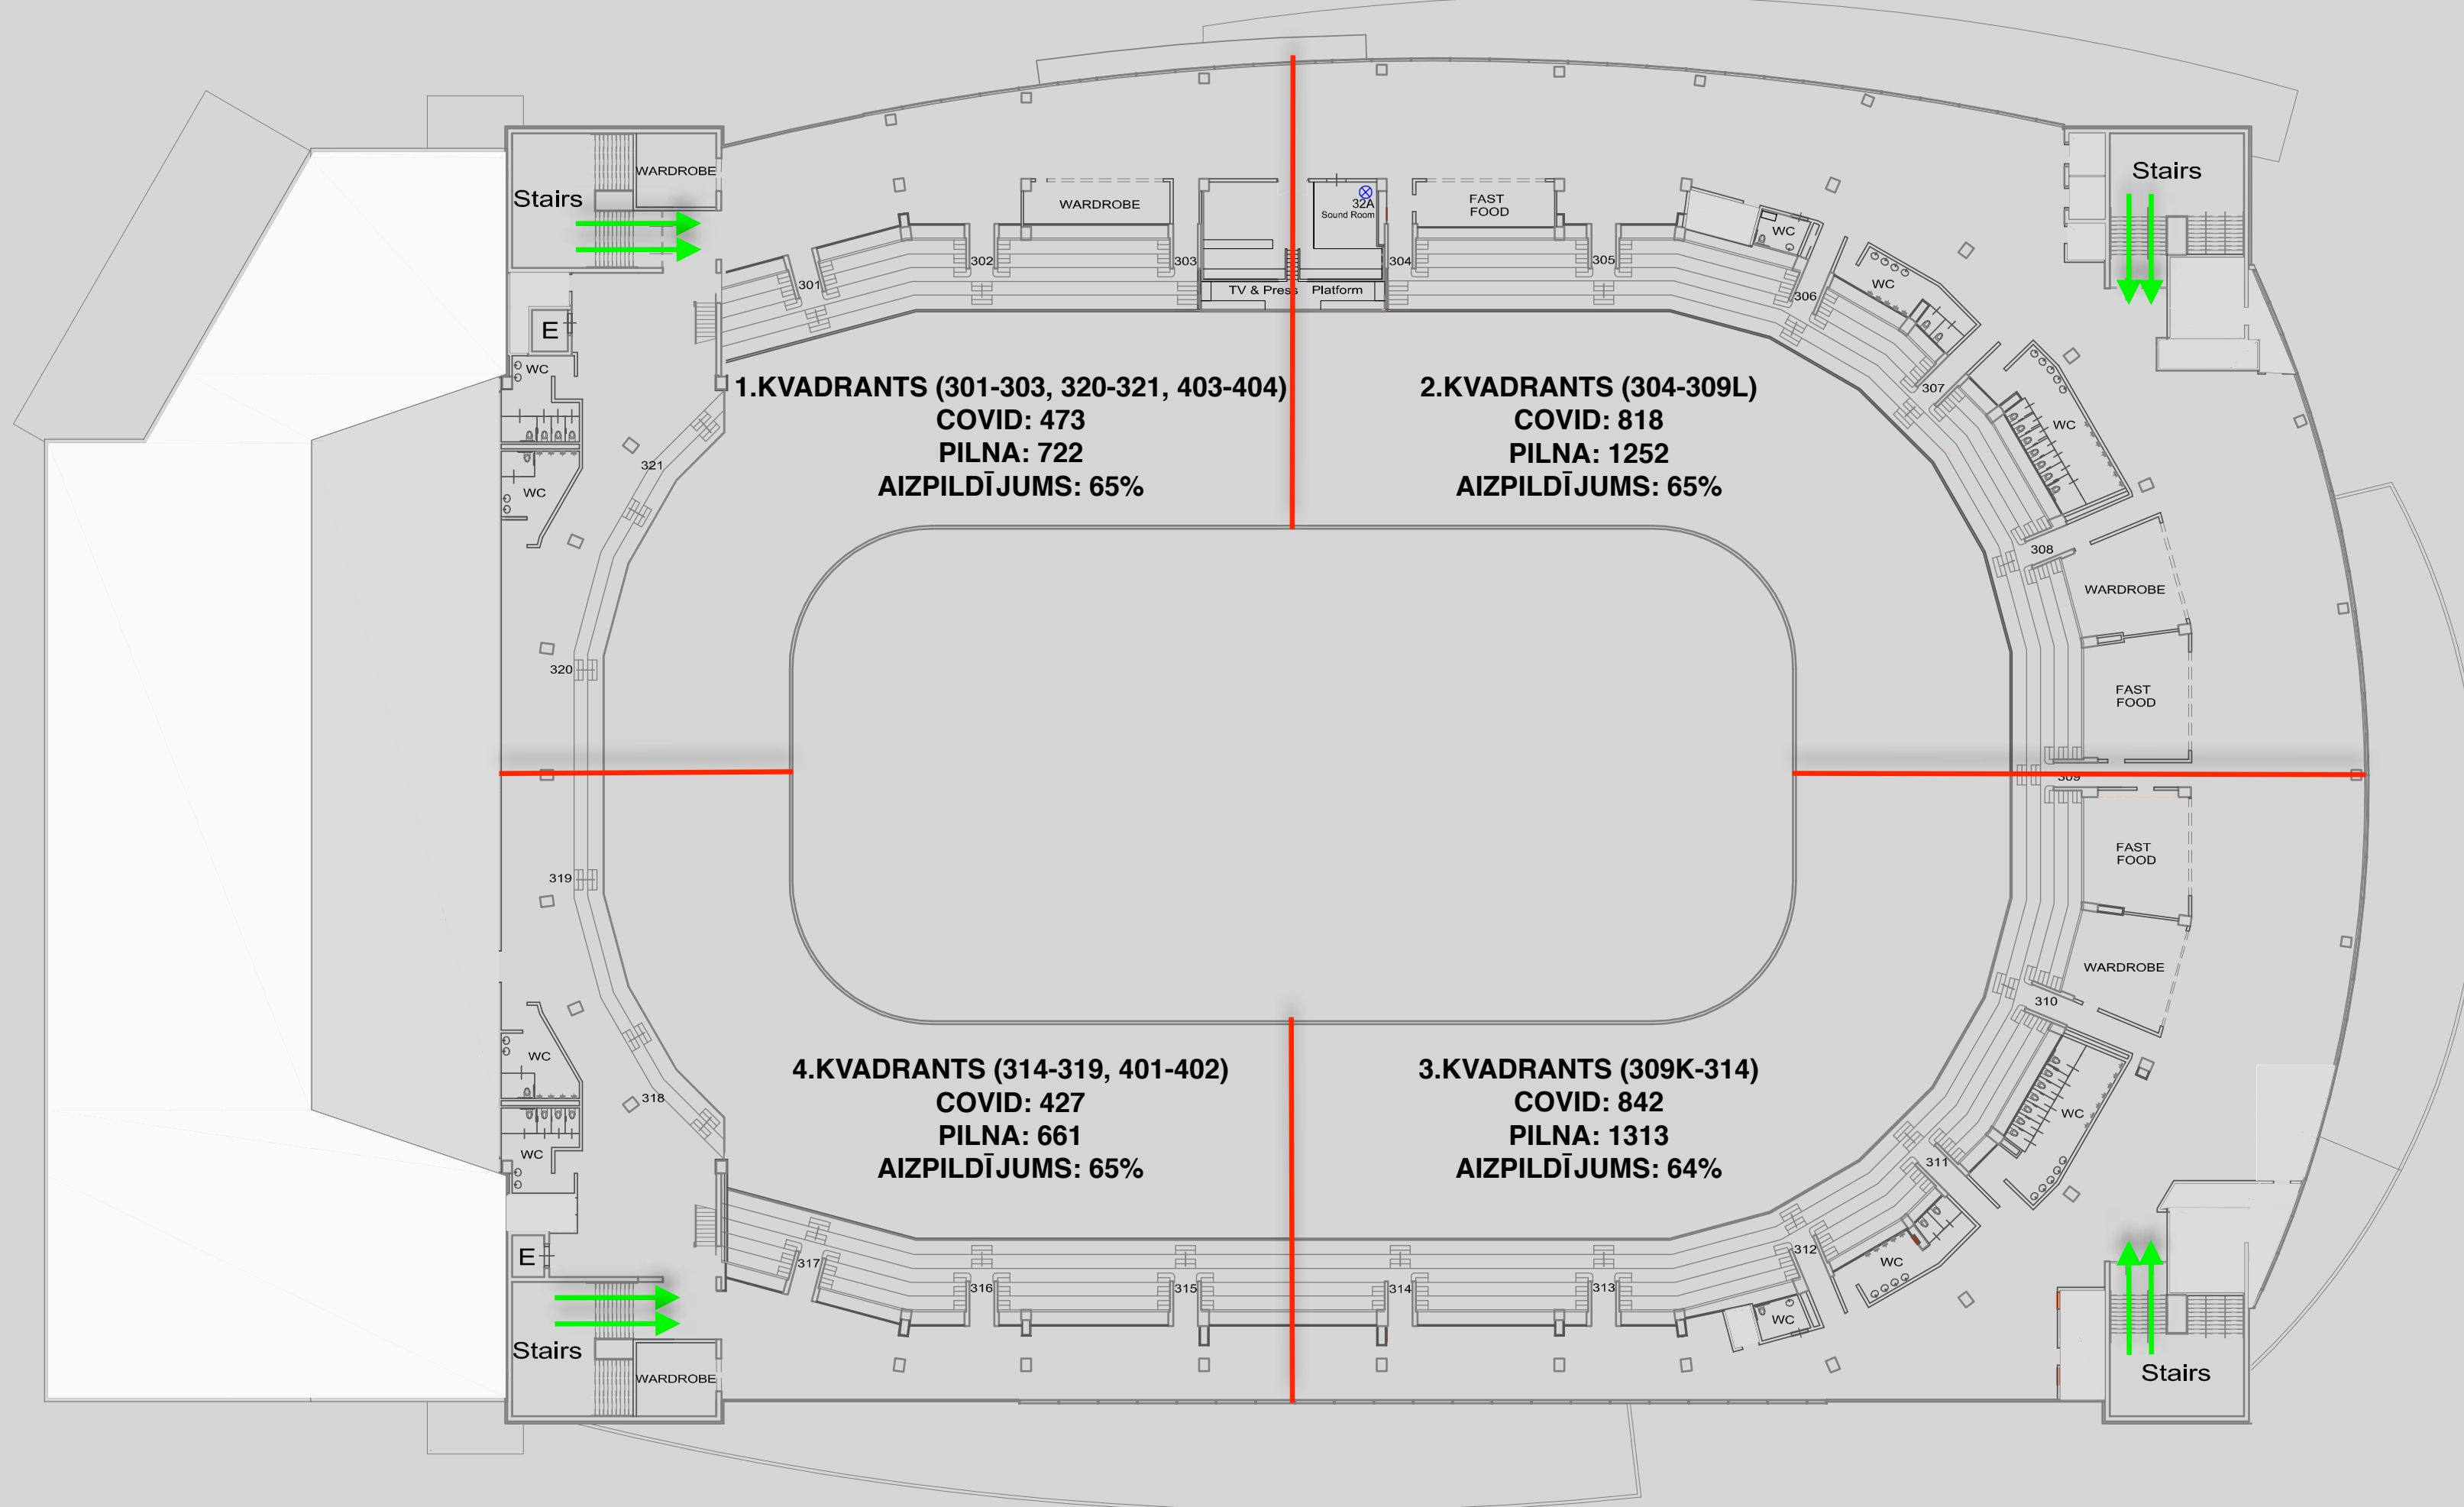 Stairs
WARDROBE
WARDROBE
32A
Sound Room
FAST
FOOD
WC
Stairs
301
302
303
TV & Press Platform
304
305
306
WC
E
WC
307
WC
1.KVADRANTS (301-303, 320-321, 403-404)
COVID: 473
PILNA: 722
AIZPILDĪJUMS: 65%
2.KVADRANTS (304-309L)
COVID: 818
PILNA: 1252
AIZPILDĪJUMS: 65%
321
WC
308
WARDROBE
320
FAST
FOOD
309
319
FAST
FOOD
WARDROBE
310
WC
318
WC
4.KVADRANTS (314-319, 401-402)
COVID: 427
PILNA: 661
AIZPILDĪJUMS: 65%
3.KVADRANTS (309K-314)
COVID: 842
PILNA: 1313
AIZPILDĪJUMS: 64%
WC
311
E
317
316
315
314
313
312
WC
WC
Stairs
WARDROBE
Stairs